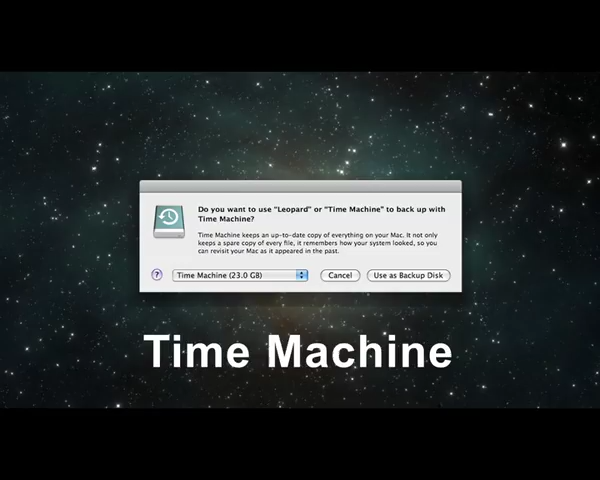 Do you want to use "Leopard" or "Time Machine" to back up with
Time Machine?
Time Machine keeps an up-to-date copy of everything on your Mac. It not only
keeps a spare copy of every file, it remembers how your system looked, so you
can revisit your Mac as it appeared in the past.
? Time Machine (23.0 GB) Cancel Use as Backup Disk
Time Machine